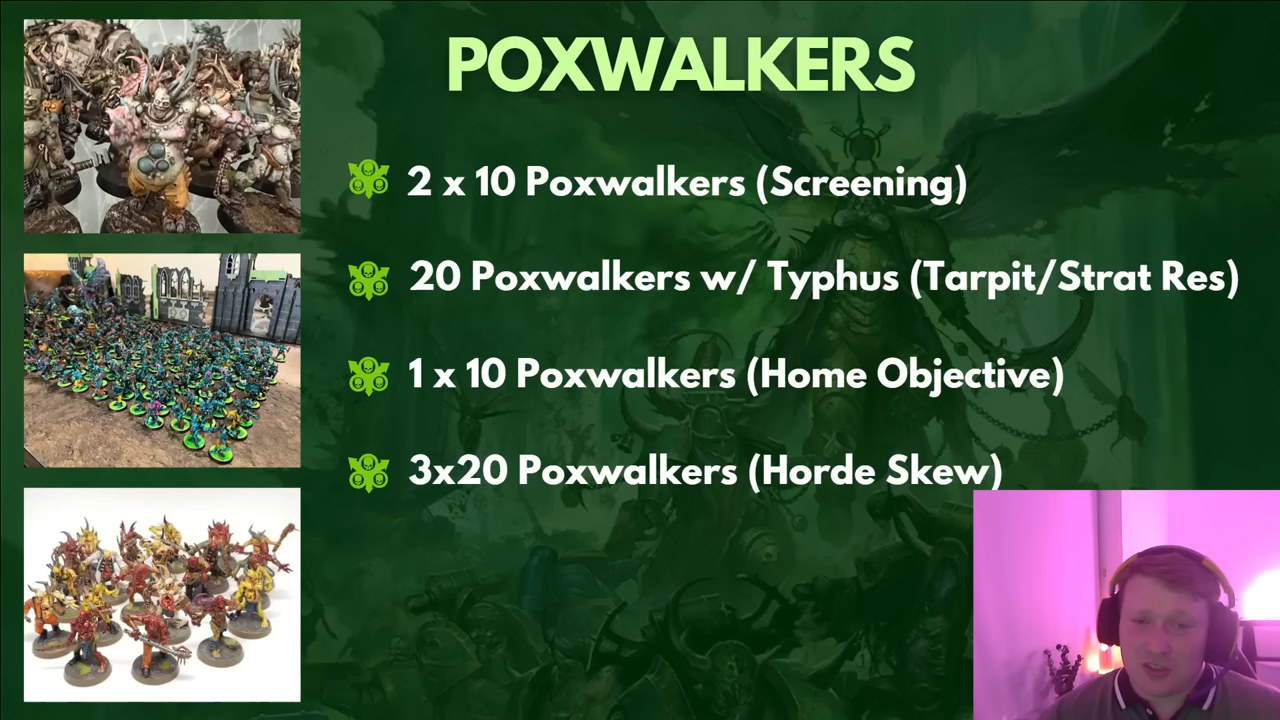 POXWALKERS
2 x 10 Poxwalkers (Screening)
20 Poxwalkers w/ Typhus (Tarpit/Strat Res)
1 x 10 Poxwalkers (Home Objective)
3x20 Poxwalkers (Horde Skew)